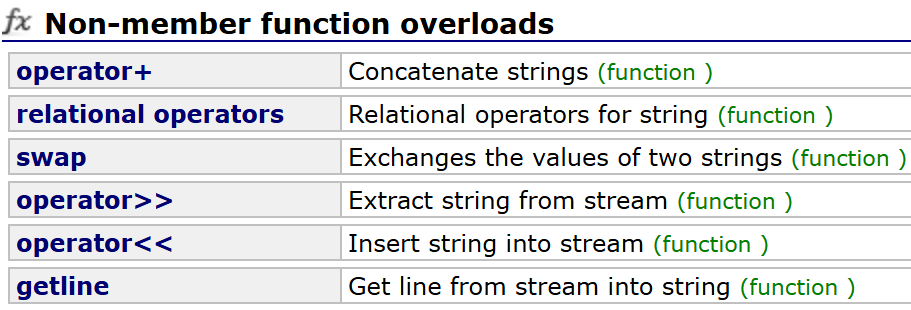 fx Non-member function overloads
operator+ Concatenate strings (function )
relational operators Relational operators for string (function )
swap Exchanges the values of two strings (function )
operator>> Extract string from stream (function )
operator<< Insert string into stream (function )
getline Get line from stream into string (function )